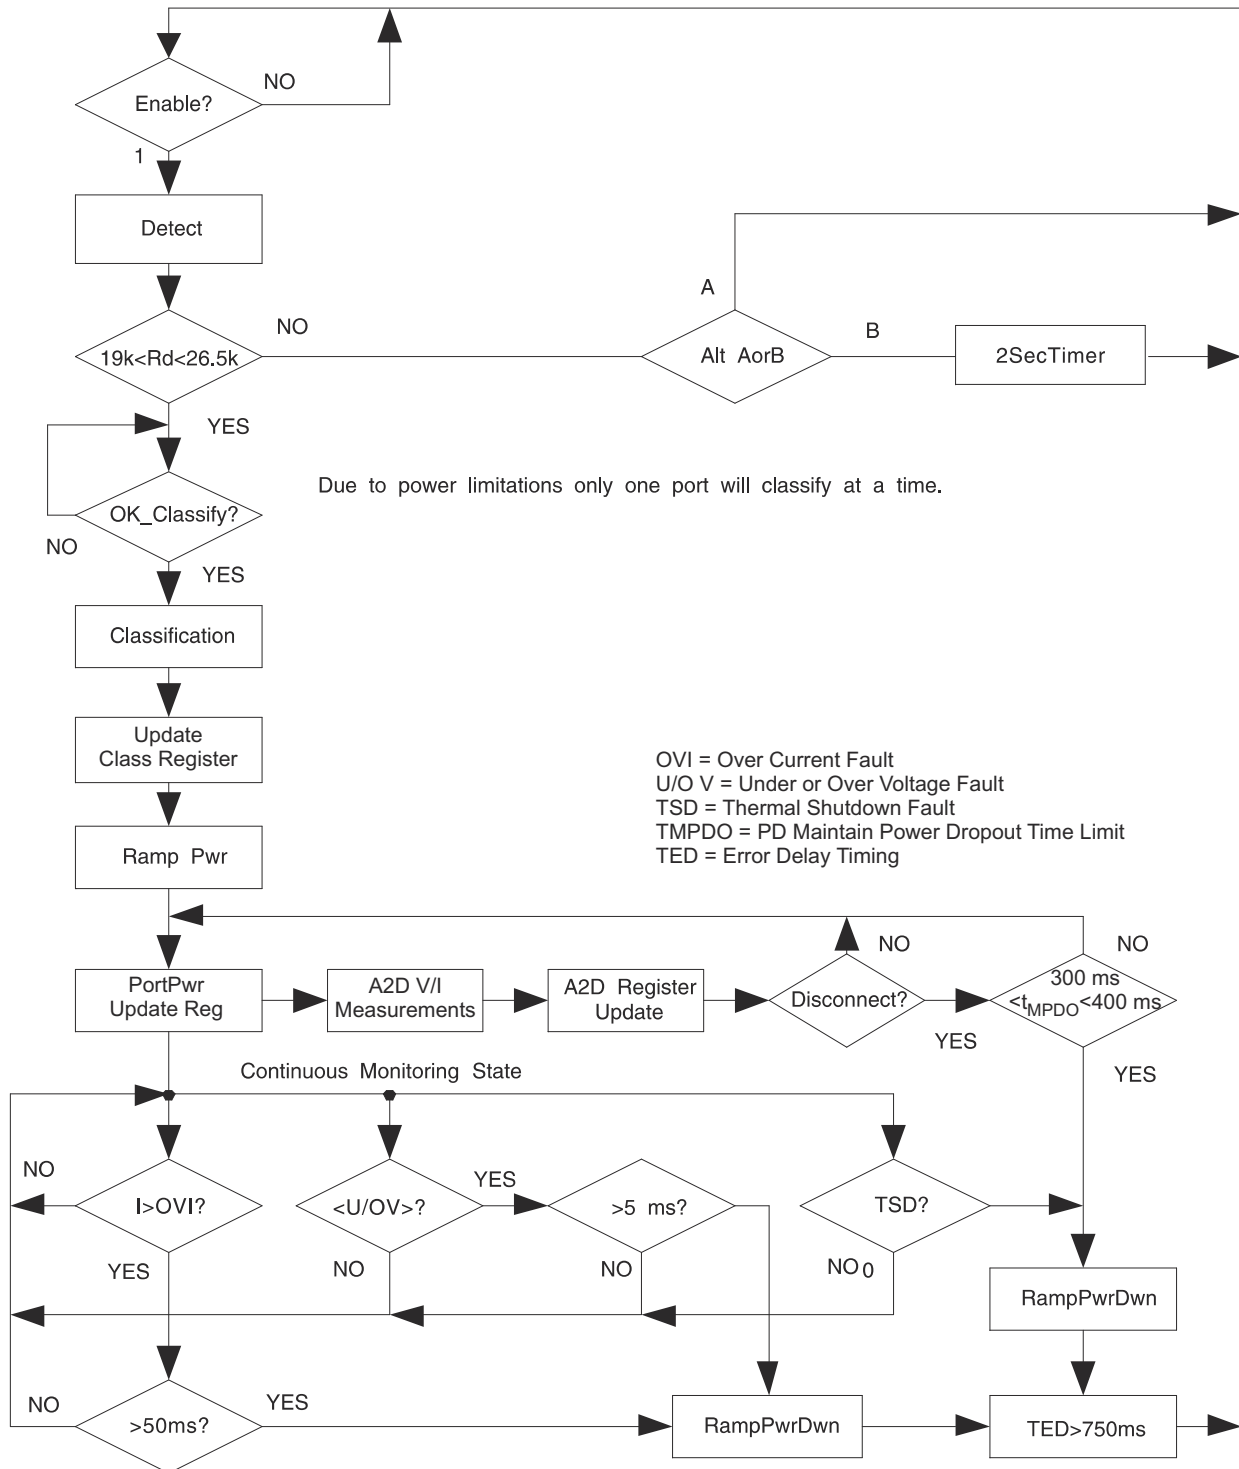 NO
Enable?
1
Detect
A
NO
B
19k<Rd<26.5k
Alt AorB
2SecTimer
YES
Due to power limitations only one port will classify at a time.
OK_Classify?
NO
YES
Classification
Update
Class Register
OVI = Over Current Fault
U/O V = Under or Over Voltage Fault
TSD = Thermal Shutdown Fault
TMPDO = PD Maintain Power Dropout Time Limit
TED = Error Delay Timing
Ramp Pwr
NO
NO
PortPwr
Update Reg
A2D V/I
Measurements
A2D Register
Update
Disconnect?
300 ms
<tMPDO<400 ms
YES
YES
Continuous Monitoring State
NO
I>OVI?
<U/OV>?
YES
>5 ms?
TSD?
YES
NO
NO
NO 0
RampPwrDwn
NO
>50ms?
YES
RampPwrDwn
TED>750ms